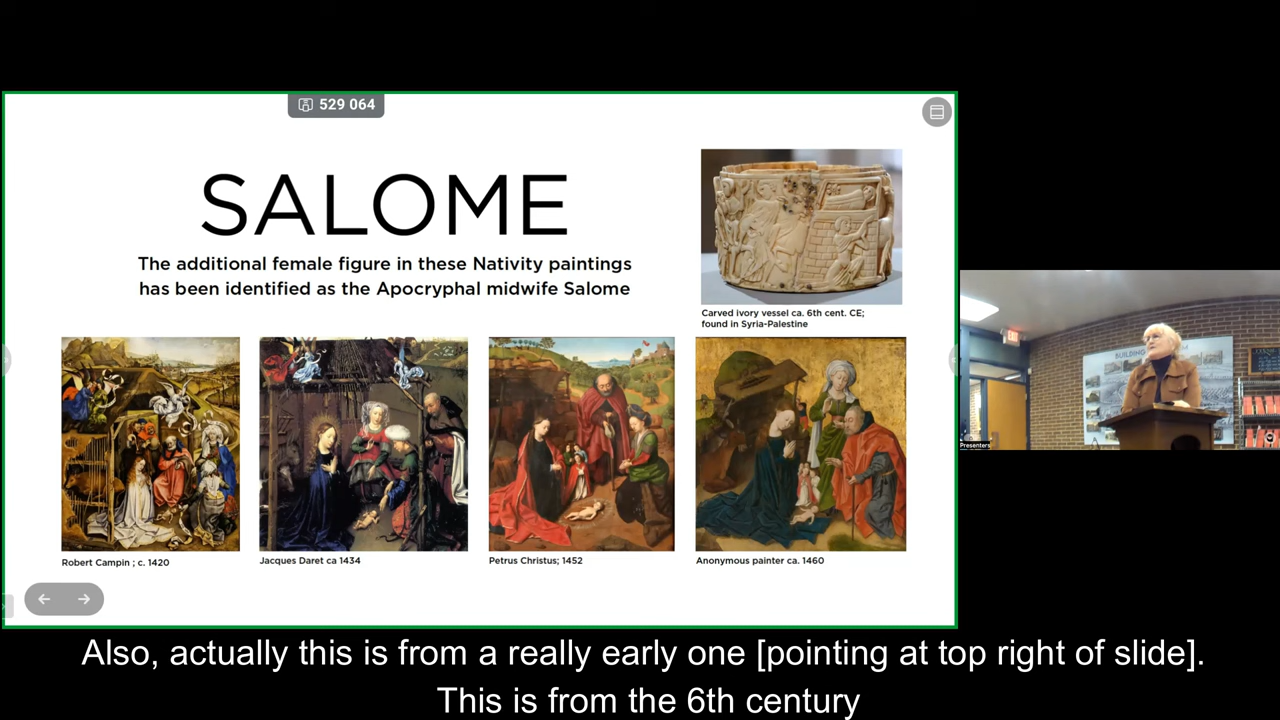 529 064
SALOME
The additional female figure in these Nativity paintings
has been identified as the Apocryphal midwife Salome
Carved ivory vessel ca. 6th cent. CE;
found in Syria-Palestine
Robert Campin ; c. 1420
Jacques Daret ca 1434
Petrus Christus; 1452
Anonymous painter ca. 1460
EXIT
BUILDING
Presenters
Also, actually this is from a really early one [pointing at top right of slide].
This is from the 6th century